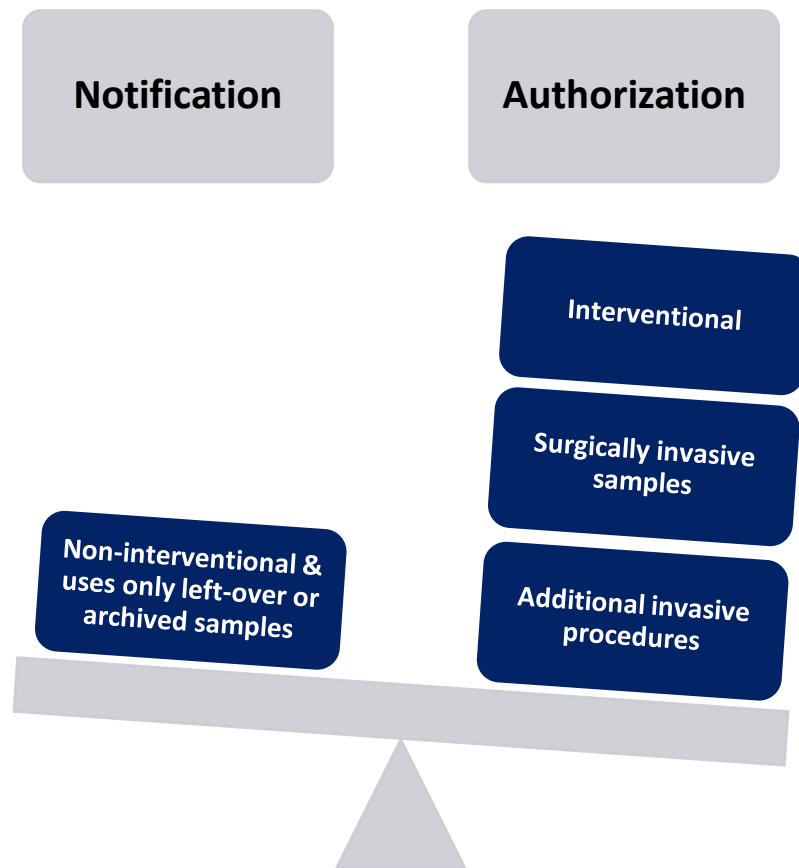 Notification
Authorization
Interventional
Surgically invasive
samples
Non-interventional &
uses only left-over or
archived samples
Additional invasive
procedures